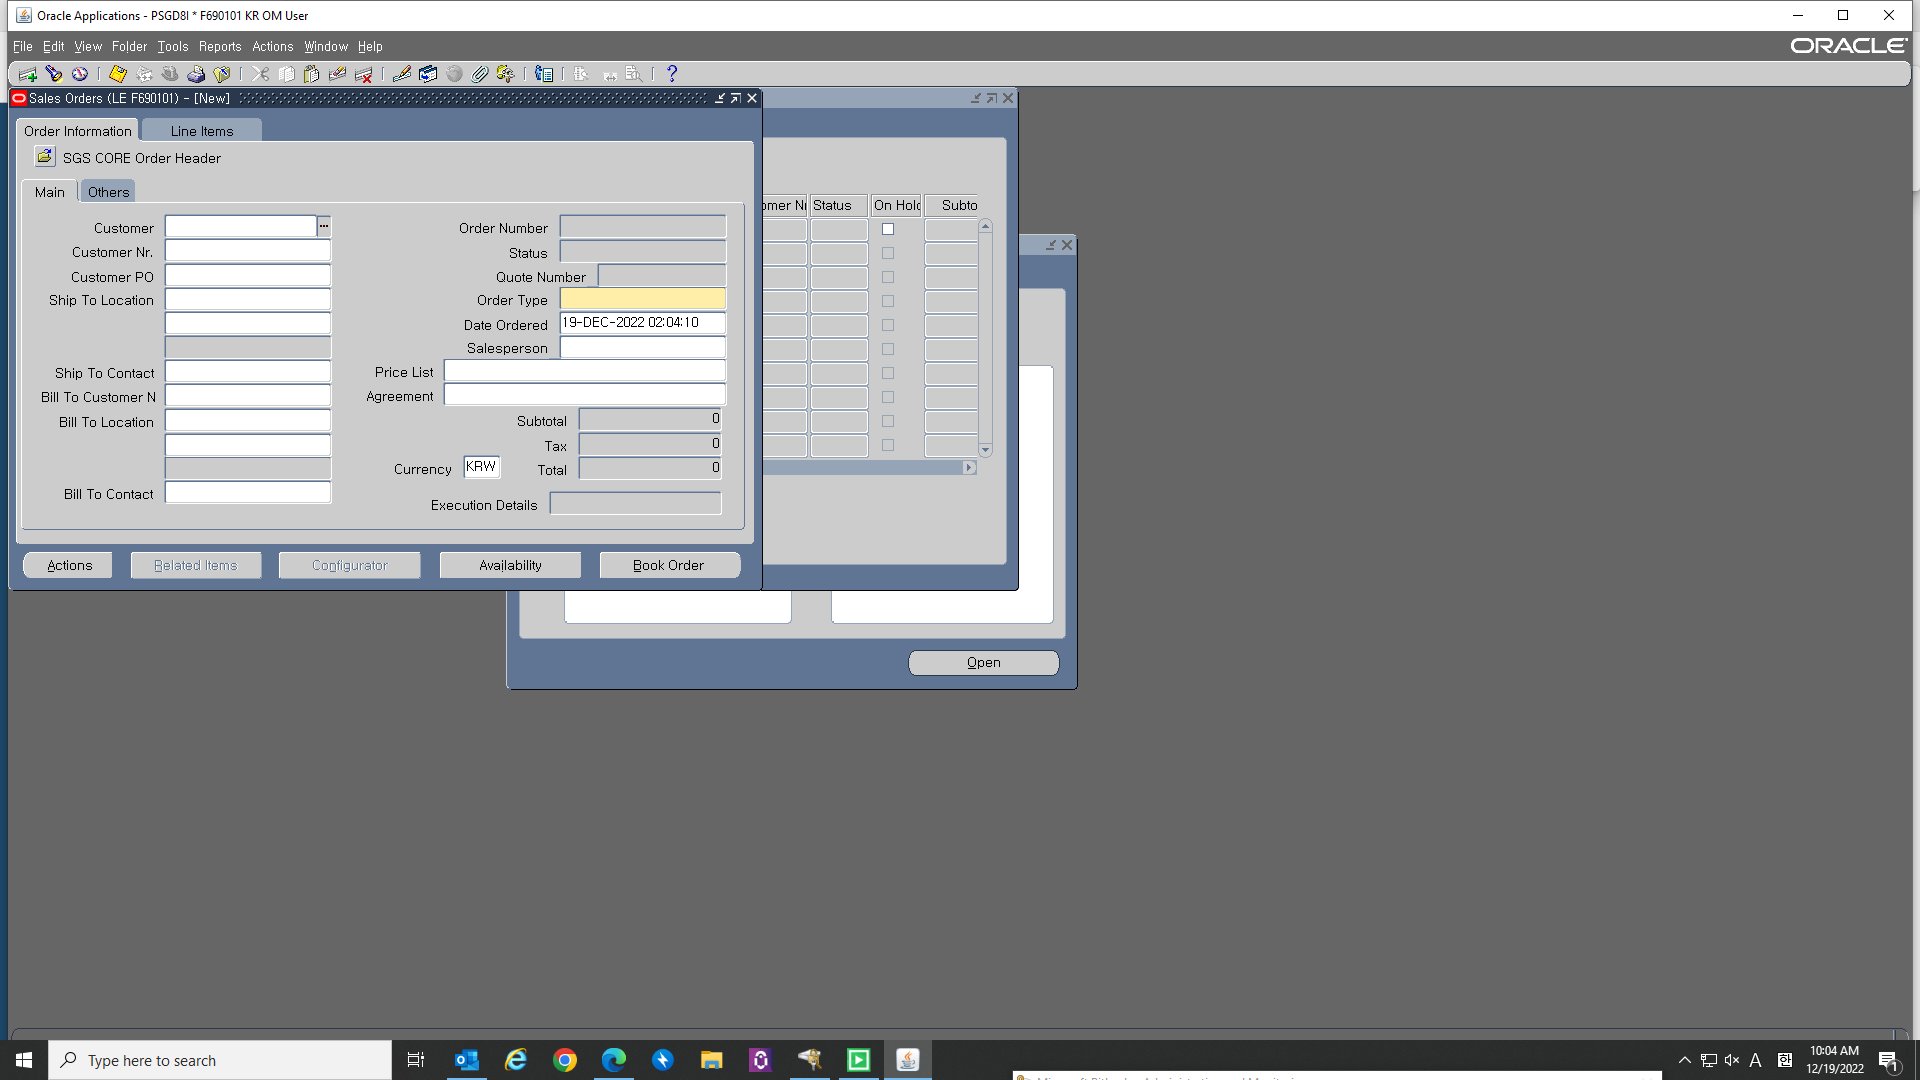 Oracle Applications - PSGD8I * F690101 KR OM User
File Edit View Folder Tools Reports Actions Window Help
ORACLE
Sales Orders (LE F690101) - [New]
Order Information Line Items
SGS CORE Order Header
Main Others
Customer
Customer Nr.
Customer PO
Ship To Location
Ship To Contact
Bill To Customer N
Bill To Location
Bill To Contact
Order Number
Status
Quote Number
Order Type
Date Ordered 19-DEC-2022 02:04:10
Salesperson
Price List
Agreement
Subtotal 0
Tax 0
Currency KRW Total 0
Execution Details
Actions Related Items Configurator Availability Book Order
omer Nr Status On Hold Subto
Open
Type here to search
A
한
10:04 AM
12/19/2022
1